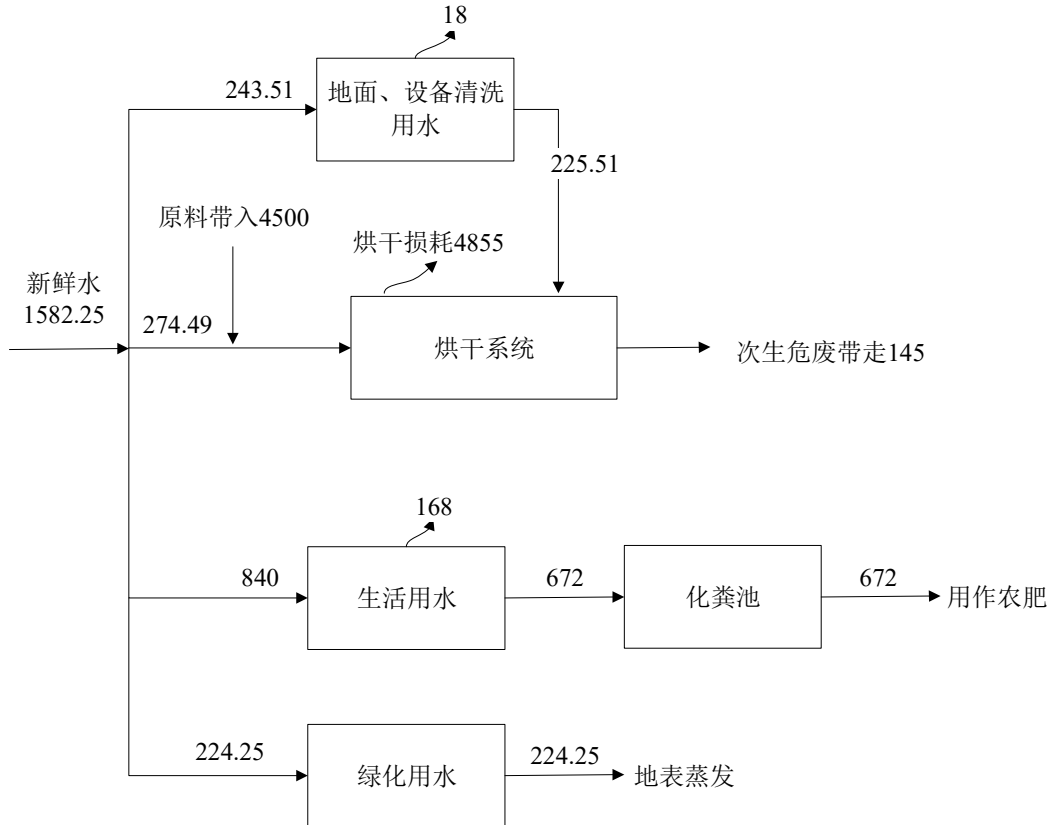 18
243.51
地面、设备清洗
用水
225.51
原料带入4500
烘干损耗4855
新鲜水
1582.25
274.49
烘干系统
次生危废带走145
168
840
生活用水
672
化粪池
672
用作农肥
224.25
绿化用水
224.25
地表蒸发